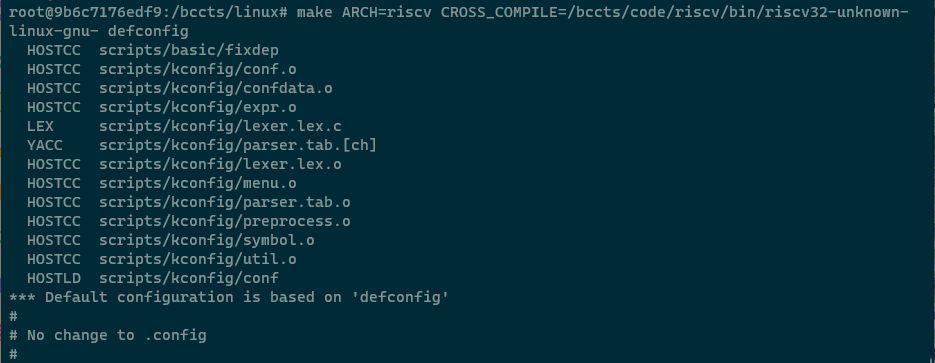 root@9b6c7176edf9:/bccts/linux# make ARCH=riscv CROSS_COMPILE=/bccts/code/riscv/bin/riscv32-unknown-
linux-gnu- defconfig
  HOSTCC  scripts/basic/fixdep
  HOSTCC  scripts/kconfig/conf.o
  HOSTCC  scripts/kconfig/confdata.o
  HOSTCC  scripts/kconfig/expr.o
  LEX     scripts/kconfig/lexer.lex.c
  YACC    scripts/kconfig/parser.tab.[ch]
  HOSTCC  scripts/kconfig/lexer.lex.o
  HOSTCC  scripts/kconfig/menu.o
  HOSTCC  scripts/kconfig/parser.tab.o
  HOSTCC  scripts/kconfig/preprocess.o
  HOSTCC  scripts/kconfig/symbol.o
  HOSTCC  scripts/kconfig/util.o
  HOSTLD  scripts/kconfig/conf
*** Default configuration is based on 'defconfig'
#
# No change to .config
#